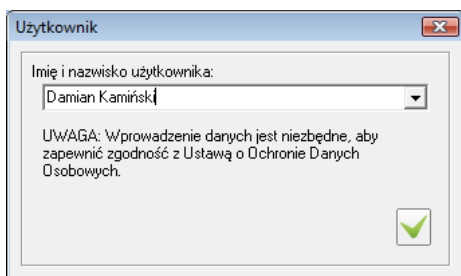 Użytkownik
Imię i nazwisko użytkownika:
Damian Kamiński
UWAGA: Wprowadzenie danych jest niezbędne, aby
zapewnić zgodność z Ustawą o Ochronie Danych
Osobowych.